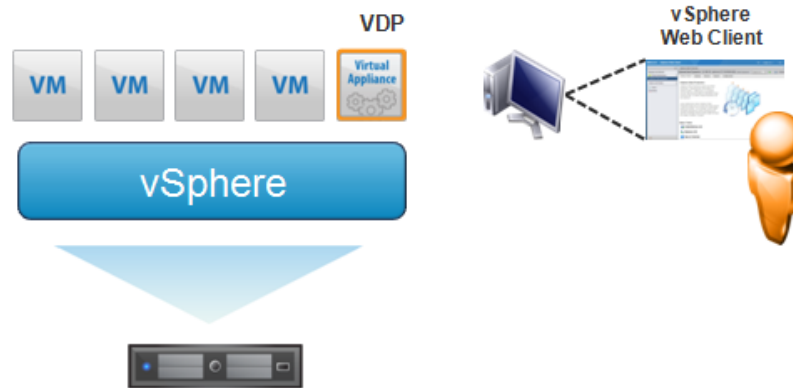 VDP
vSphere
Web Client
VM
VM
VM
VM
Virtual
Appliance
vSphere